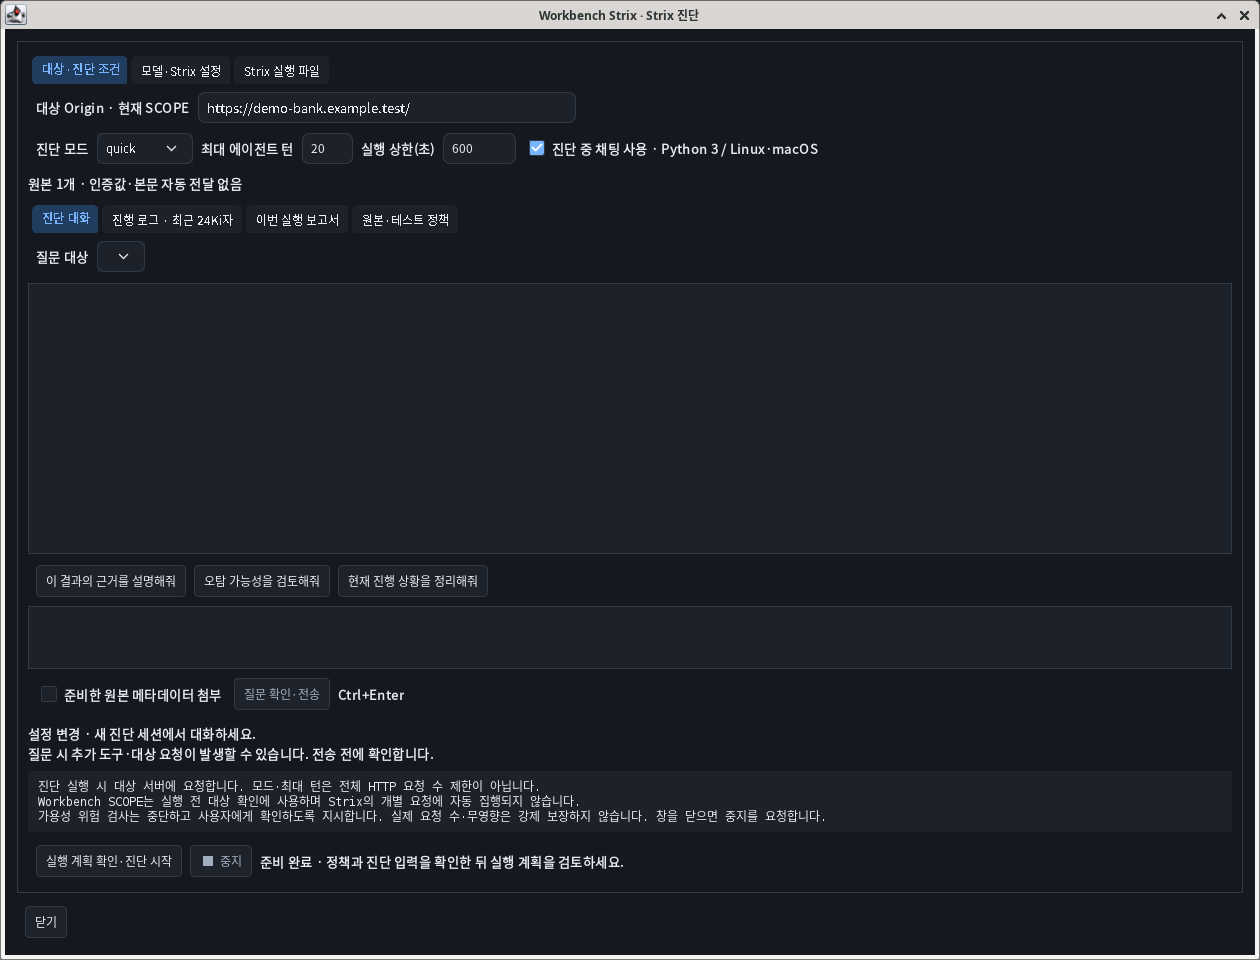 Workbench Strix · Strix 진단
대상·진단 조건 모델·Strix 설정 Strix 실행 파일
대상 Origin · 현재 SCOPE https://demo-bank.example.test/
진단 모드 quick 최대 에이전트 턴 20 실행 상한(초) 600 진단 중 채팅 사용 · Python 3 / Linux·macOS
원본 1개 · 인증값·본문 자동 전달 없음
진단 대화 진행 로그 · 최근 24Ki자 이번 실행 보고서 원본·테스트 정책
질문 대상
이 결과의 근거를 설명해줘 오탐 가능성을 검토해줘 현재 진행 상황을 정리해줘
준비한 원본 메타데이터 첨부 질문 확인·전송 Ctrl+Enter
설정 변경 · 새 진단 세션에서 대화하세요.
질문 시 추가 도구·대상 요청이 발생할 수 있습니다. 전송 전에 확인합니다.
진단 실행 시 대상 서버에 요청합니다. 모드·최대 턴은 전체 HTTP 요청 수 제한이 아닙니다.
Workbench SCOPE는 실행 전 대상 확인에 사용하며 Strix의 개별 요청에 자동 집행되지 않습니다.
가용성 위험 검사는 중단하고 사용자에게 확인하도록 지시합니다. 실제 요청 수·무영향은 강제 보장하지 않습니다. 창을 닫으면 중지를 요청합니다.
실행 계획 확인·진단 시작 중지 준비 완료 · 정책과 진단 입력을 확인한 뒤 실행 계획을 검토하세요.
닫기